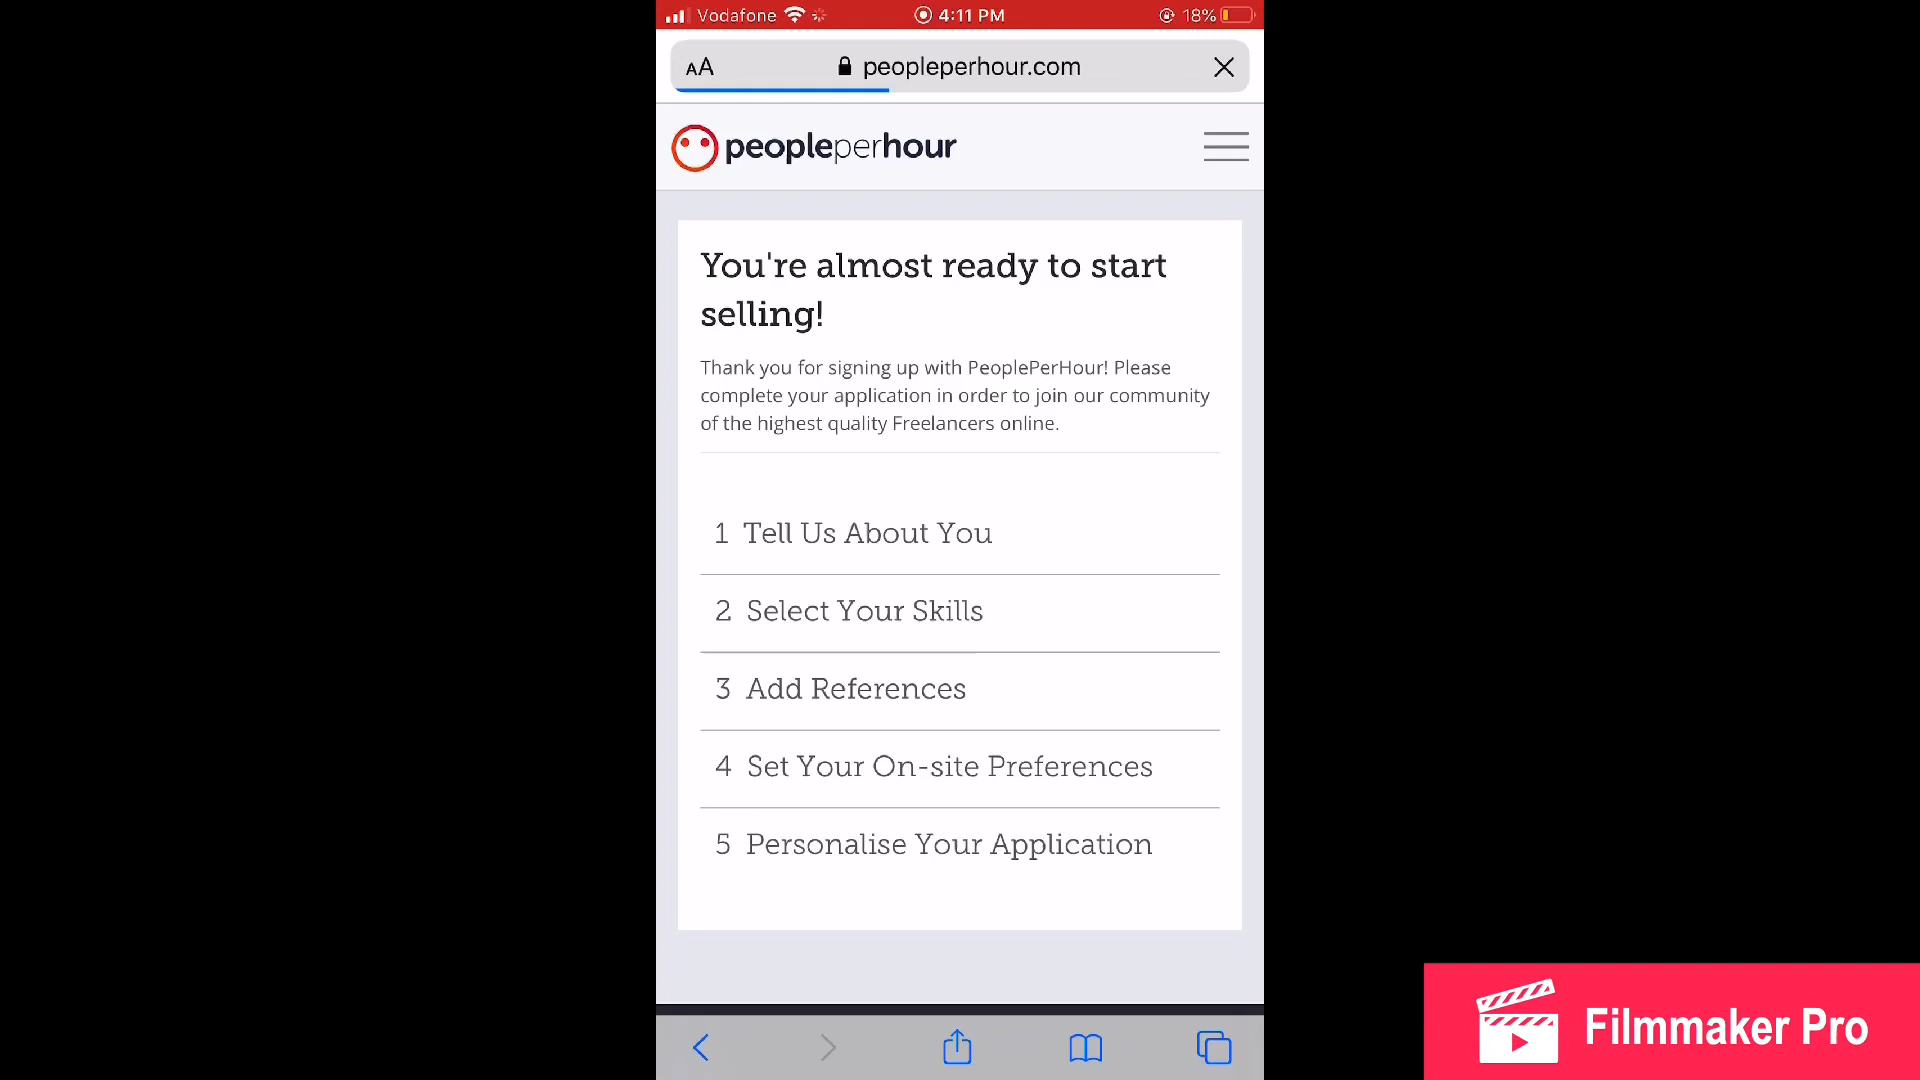 Vodafone 4:11 PM 18%
AA peopleperhour.com
peopleperhour
You're almost ready to start
selling!
Thank you for signing up with PeoplePerHour! Please
complete your application in order to join our community
of the highest quality Freelancers online.
1 Tell Us About You
2 Select Your Skills
3 Add References
4 Set Your On-site Preferences
5 Personalise Your Application
Filmmaker Pro